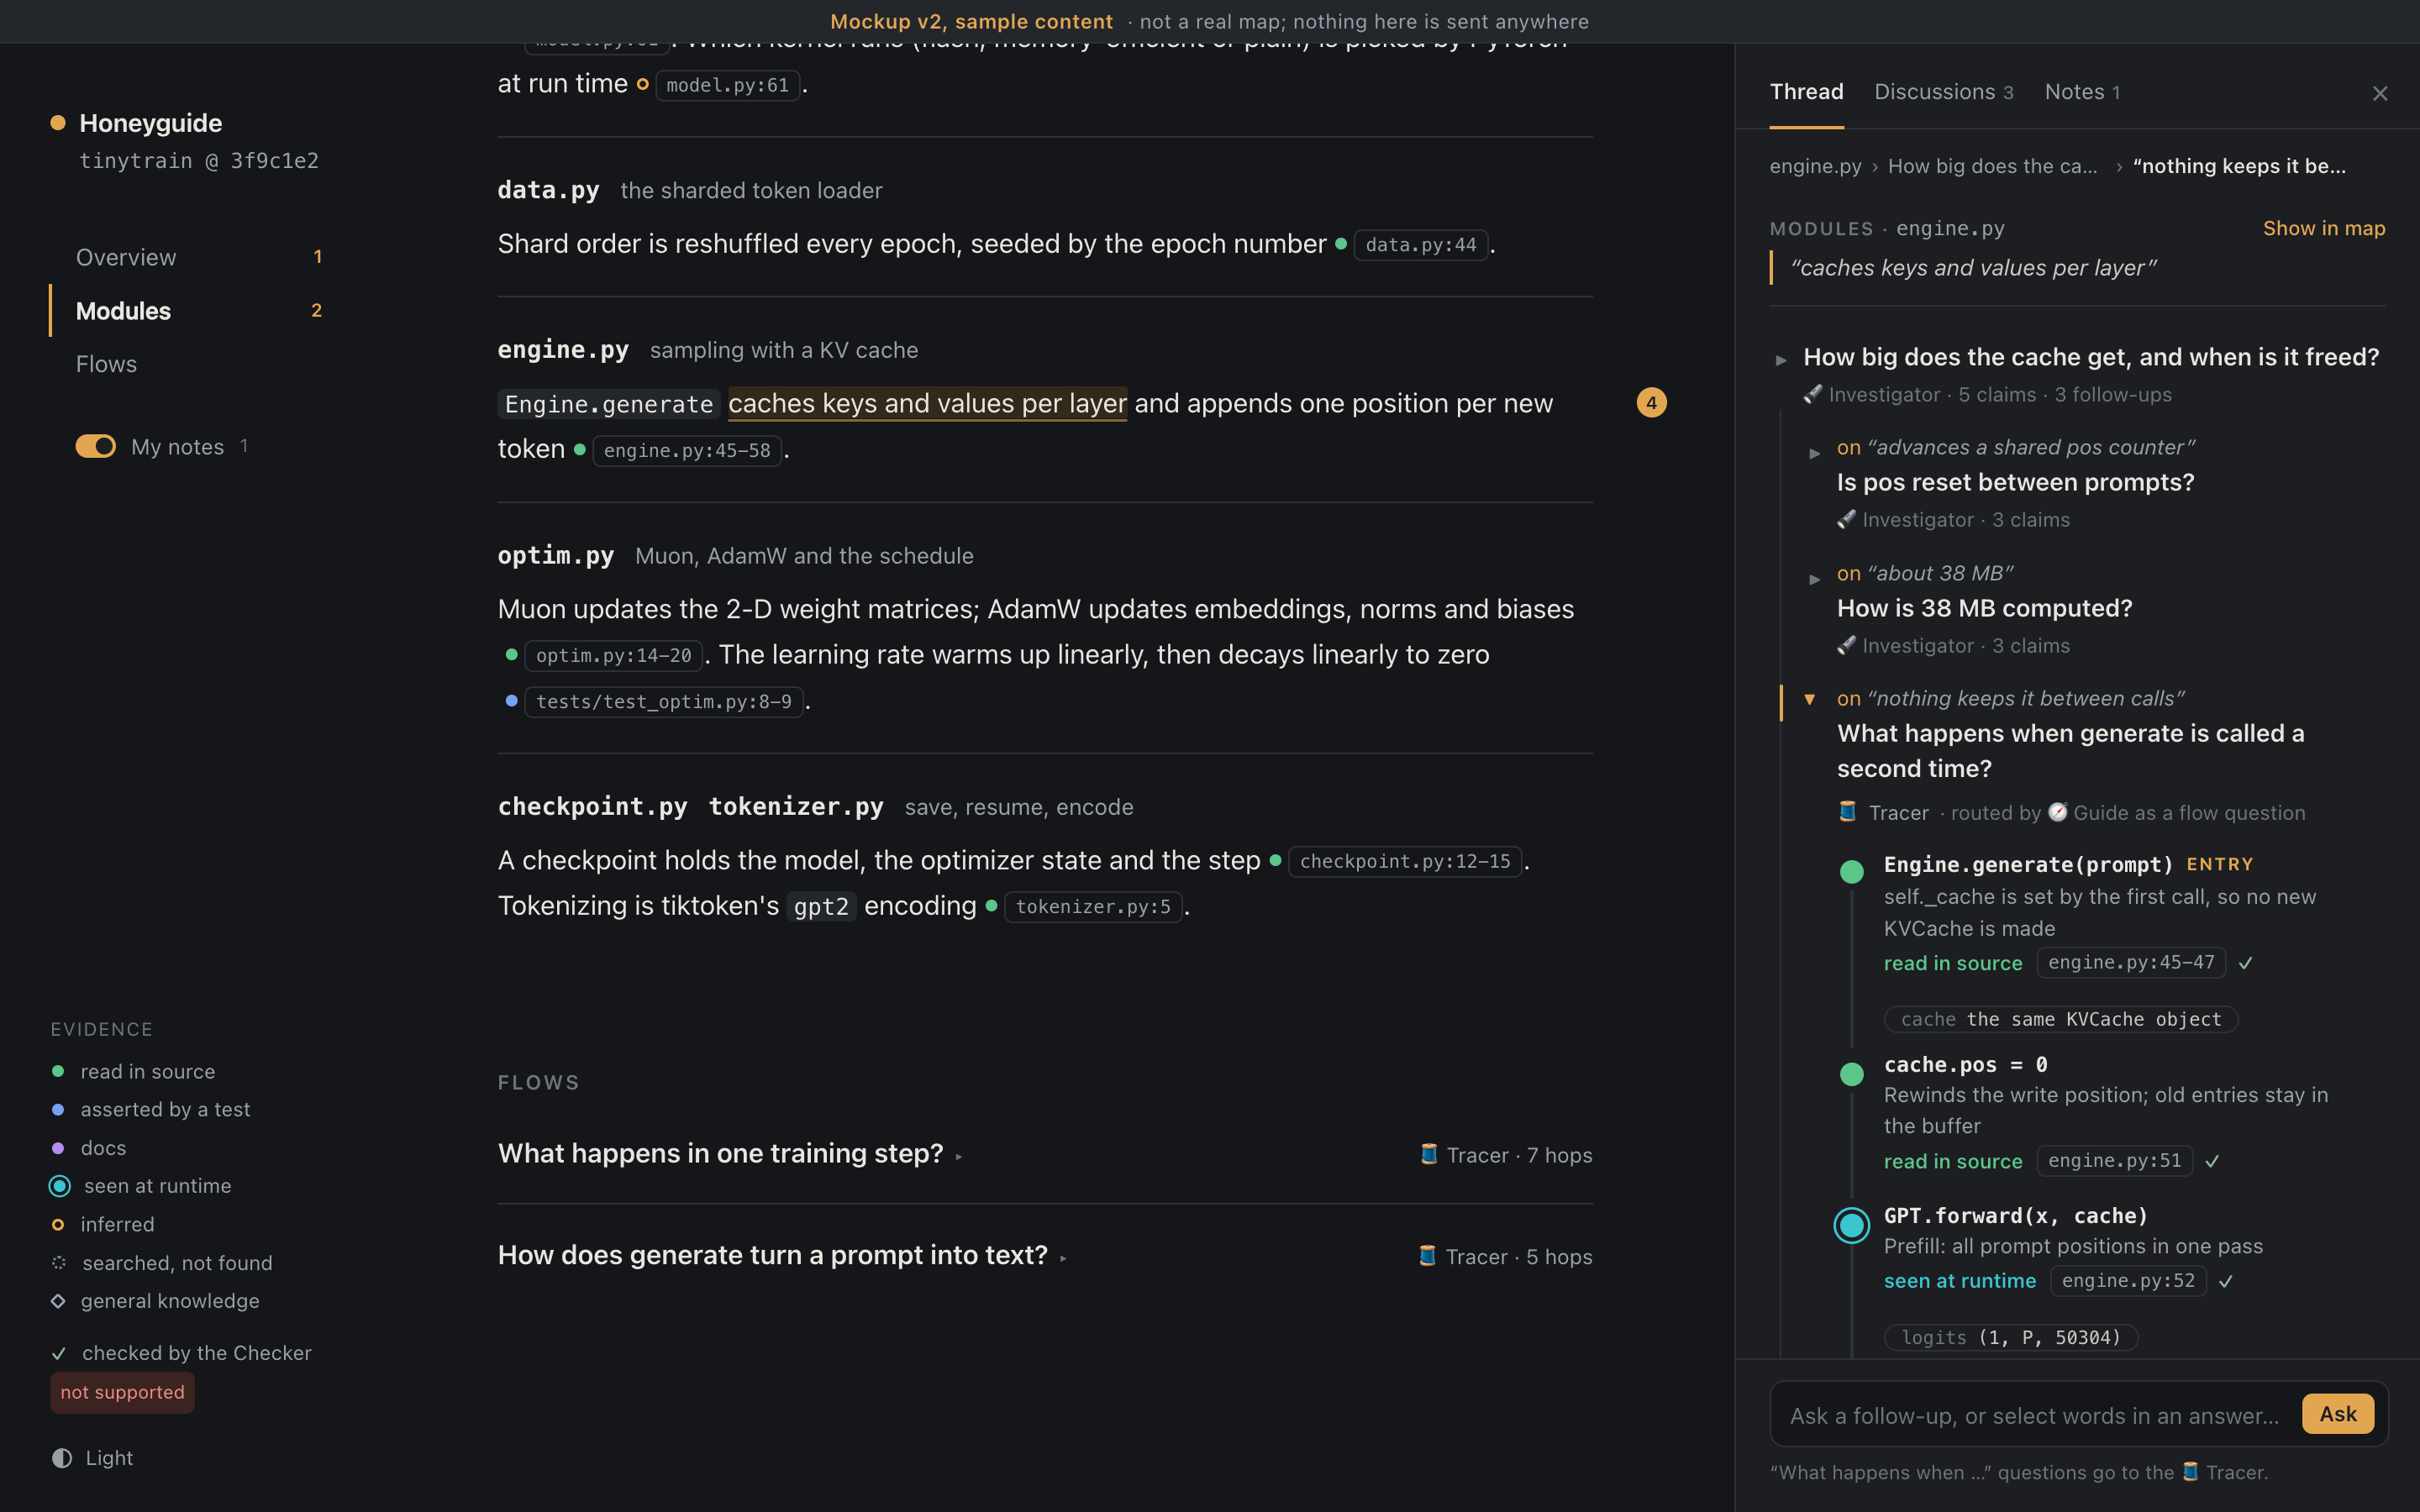 Mockup v2, sample content · not a real map; nothing here is sent anywhere
Honeyguide
tinytrain @ 3f9c1e2
Overview 1
Modules 2
Flows
My notes 1
EVIDENCE
read in source
asserted by a test
docs
seen at runtime
inferred
searched, not found
general knowledge
✓ checked by the Checker
not supported
Light
at run time model.py:61.
data.py the sharded token loader
Shard order is reshuffled every epoch, seeded by the epoch number data.py:44.
engine.py sampling with a KV cache
Engine.generate caches keys and values per layer and appends one position per new 4
token engine.py:45–58.
optim.py Muon, AdamW and the schedule
Muon updates the 2-D weight matrices; AdamW updates embeddings, norms and biases
optim.py:14–20. The learning rate warms up linearly, then decays linearly to zero
tests/test_optim.py:8–9.
checkpoint.py tokenizer.py save, resume, encode
A checkpoint holds the model, the optimizer state and the step checkpoint.py:12–15.
Tokenizing is tiktoken's gpt2 encoding tokenizer.py:5.
FLOWS
What happens in one training step? ▸ Tracer · 7 hops
How does generate turn a prompt into text? ▸ Tracer · 5 hops
Thread Discussions 3 Notes 1 ×
engine.py › How big does the ca... › “nothing keeps it be...
MODULES · engine.py Show in map
“caches keys and values per layer”
How big does the cache get, and when is it freed?
Investigator · 5 claims · 3 follow-ups
on “advances a shared pos counter”
Is pos reset between prompts?
Investigator · 3 claims
on “about 38 MB”
How is 38 MB computed?
Investigator · 3 claims
on “nothing keeps it between calls”
What happens when generate is called a
second time?
Tracer · routed by Guide as a flow question
Engine.generate(prompt) ENTRY
self._cache is set by the first call, so no new
KVCache is made
read in source engine.py:45–47 ✓
cache the same KVCache object
cache.pos = 0
Rewinds the write position; old entries stay in
the buffer
read in source engine.py:51 ✓
GPT.forward(x, cache)
Prefill: all prompt positions in one pass
seen at runtime engine.py:52 ✓
logits (1, P, 50304)
Ask a follow-up, or select words in an answer... Ask
“What happens when ...” questions go to the Tracer.